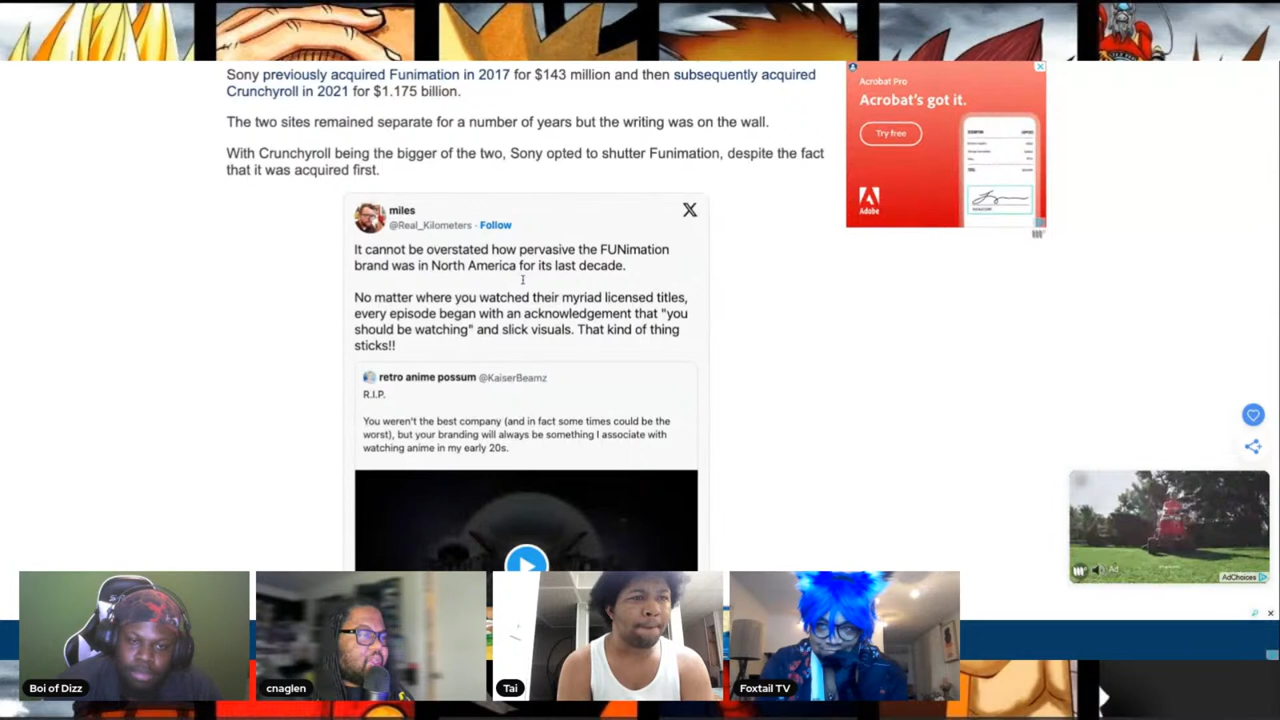 Sony previously acquired Funimation in 2017 for $143 million and then subsequently acquired
Crunchyroll in 2021 for $1.175 billion.
The two sites remained separate for a number of years but the writing was on the wall.
With Crunchyroll being the bigger of the two, Sony opted to shutter Funimation, despite the fact
that it was acquired first.
Acrobat Pro
Acrobat's got it.
Try free
Adobe
miles
@Real_Kilometers · Follow
It cannot be overstated how pervasive the FUNimation
brand was in North America for its last decade.
No matter where you watched their myriad licensed titles,
every episode began with an acknowledgement that "you
should be watching" and slick visuals. That kind of thing
sticks!!
retro anime possum @KaiserBeamz
R.I.P.
You weren't the best company (and in fact some times could be the
worst), but your branding will always be something I associate with
watching anime in my early 20s.
Ad
AdChoices
Boi of Dizz
cnaglen
Tai
Foxtail TV